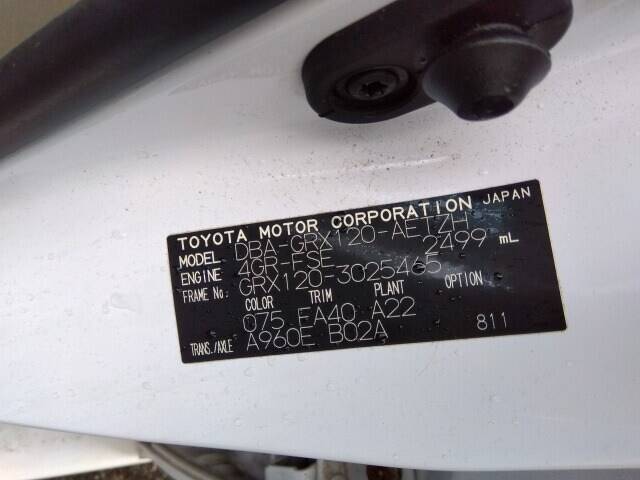 TOYOTA MOTOR CORPORATION JAPAN
MODEL DBA-GRX120-AETZH
ENGINE 4GR-FSE 2499 mL
FRAME No. GRX120-3025465
COLOR TRIM PLANT OPTION
075 FA40 A22
TRANS./AXLE A960E B02A 811